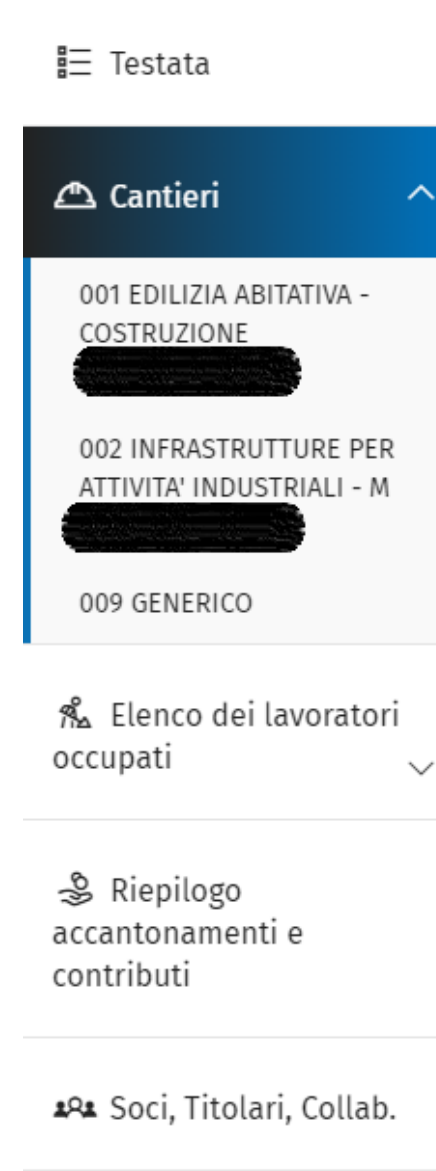 Testata
Cantieri
001 EDILIZIA ABITATIVA -
COSTRUZIONE
002 INFRASTRUTTURE PER
ATTIVITA' INDUSTRIALI - M
009 GENERICO
Elenco dei lavoratori
occupati
Riepilogo
accantonamenti e
contributi
Soci, Titolari, Collab.